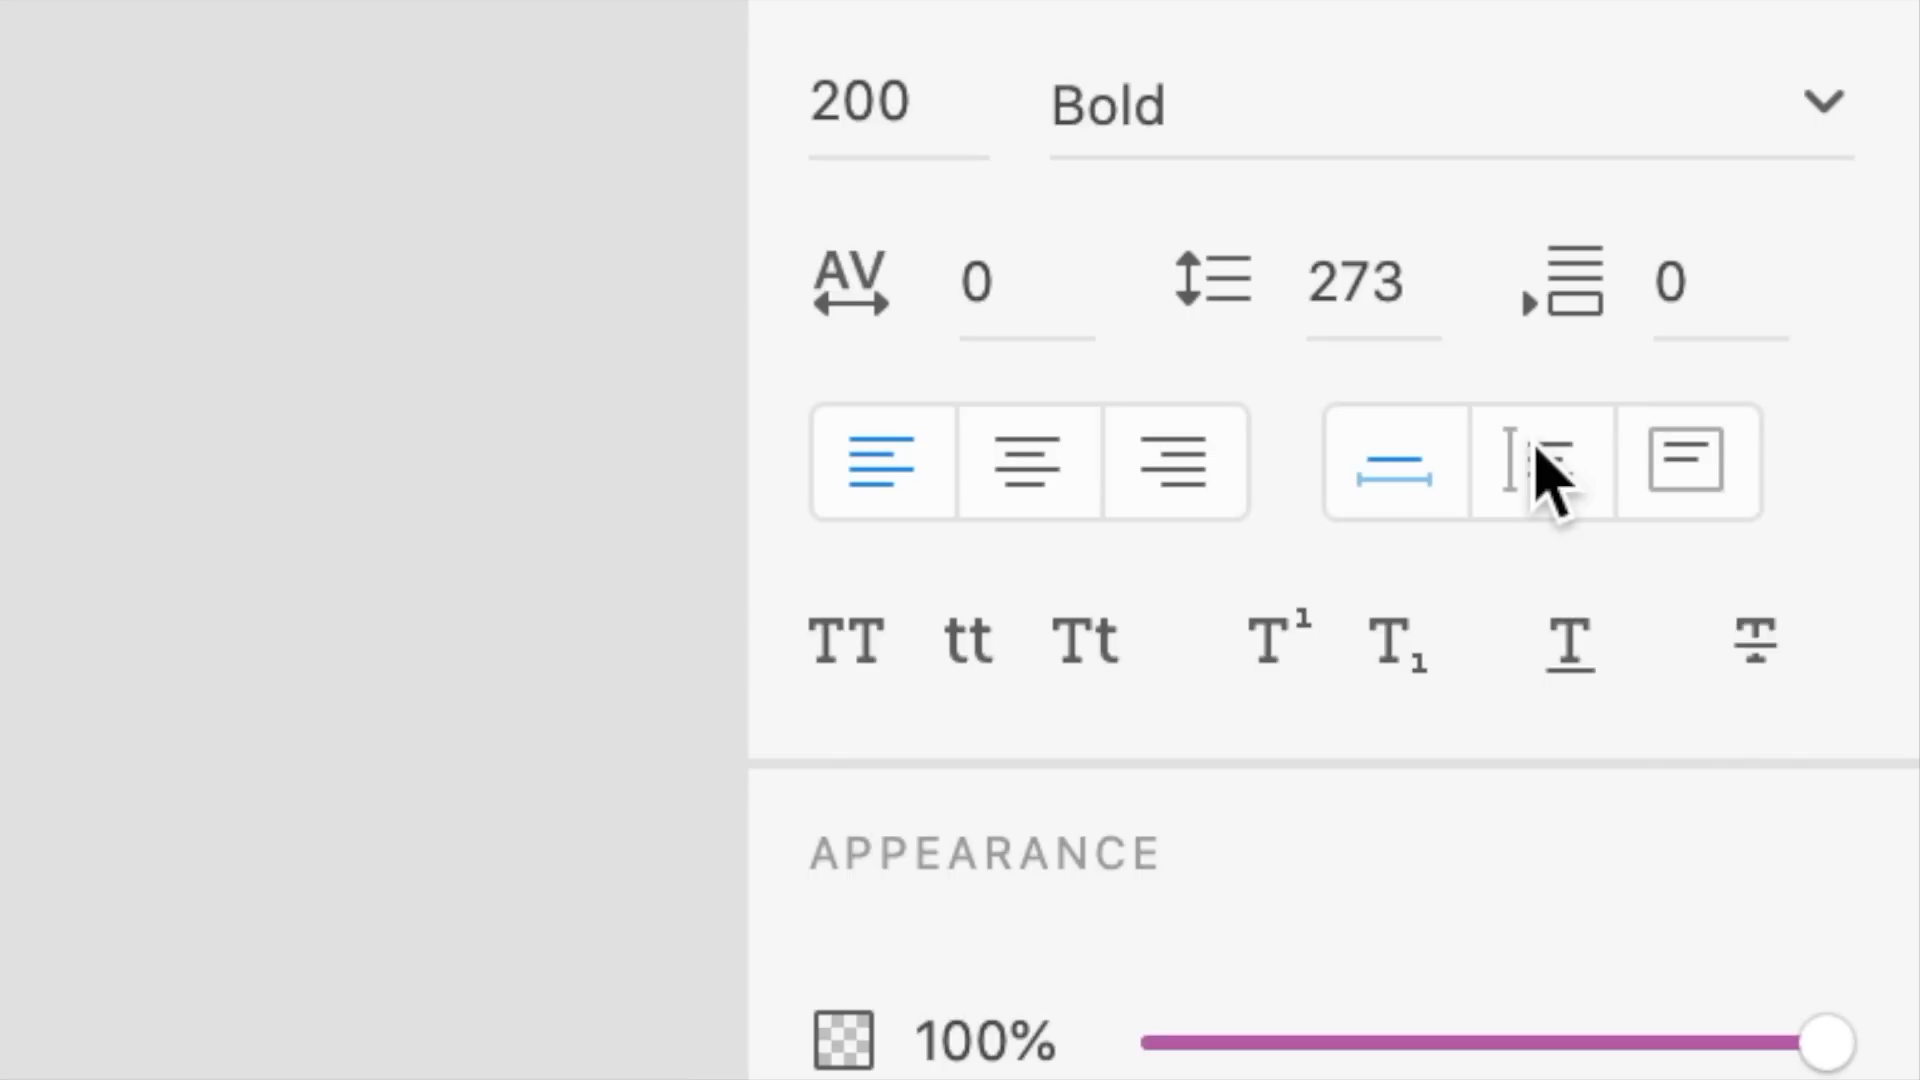 200 Bold
AV 0 273 0
TT tt Tt T¹ T₁ T T
APPEARANCE
100%